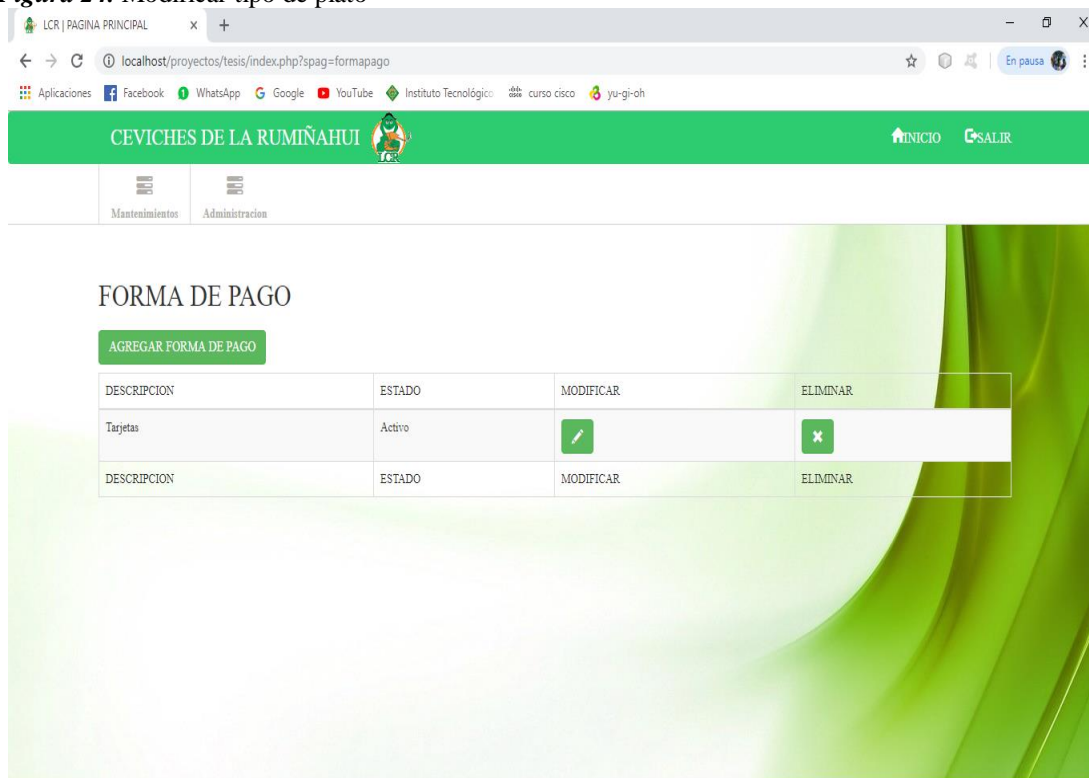 Figura 24. Modificar tipo de plato
LCR | PAGINA PRINCIPAL
localhost/proyectos/tesis/index.php?spag=formapago
En pausa
Aplicaciones Facebook WhatsApp Google YouTube Instituto Tecnológico curso cisco yu-gi-oh
CEVICHES DE LA RUMIÑAHUI LCR INICIO SALIR
Mantenimientos Administracion
FORMA DE PAGO
AGREGAR FORMA DE PAGO
DESCRIPCION ESTADO MODIFICAR ELIMINAR
Tarjetas Activo
DESCRIPCION ESTADO MODIFICAR ELIMINAR